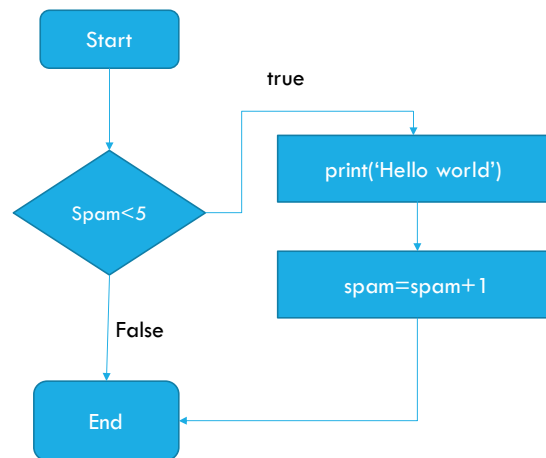 Start
true
print(‘Hello world’)
Spam<5
spam=spam+1
False
End